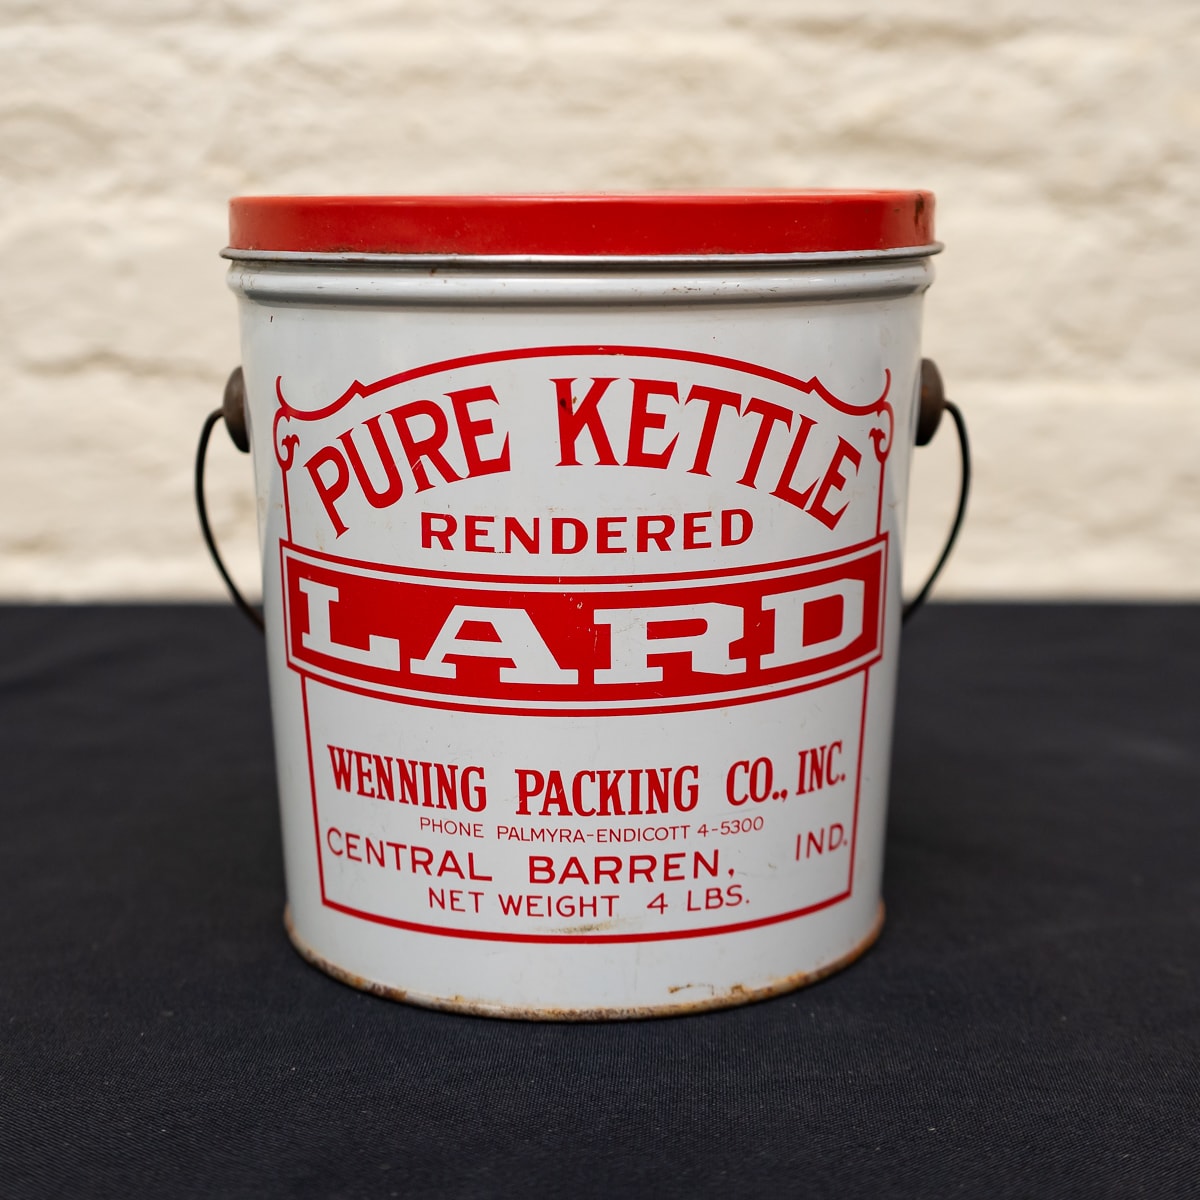 PURE KETTLE
RENDERED
LARD
WENNING PACKING CO., INC.
PHONE PALMYRA-ENDICOTT 4-5300
CENTRAL BARREN, IND.
NET WEIGHT 4 LBS.